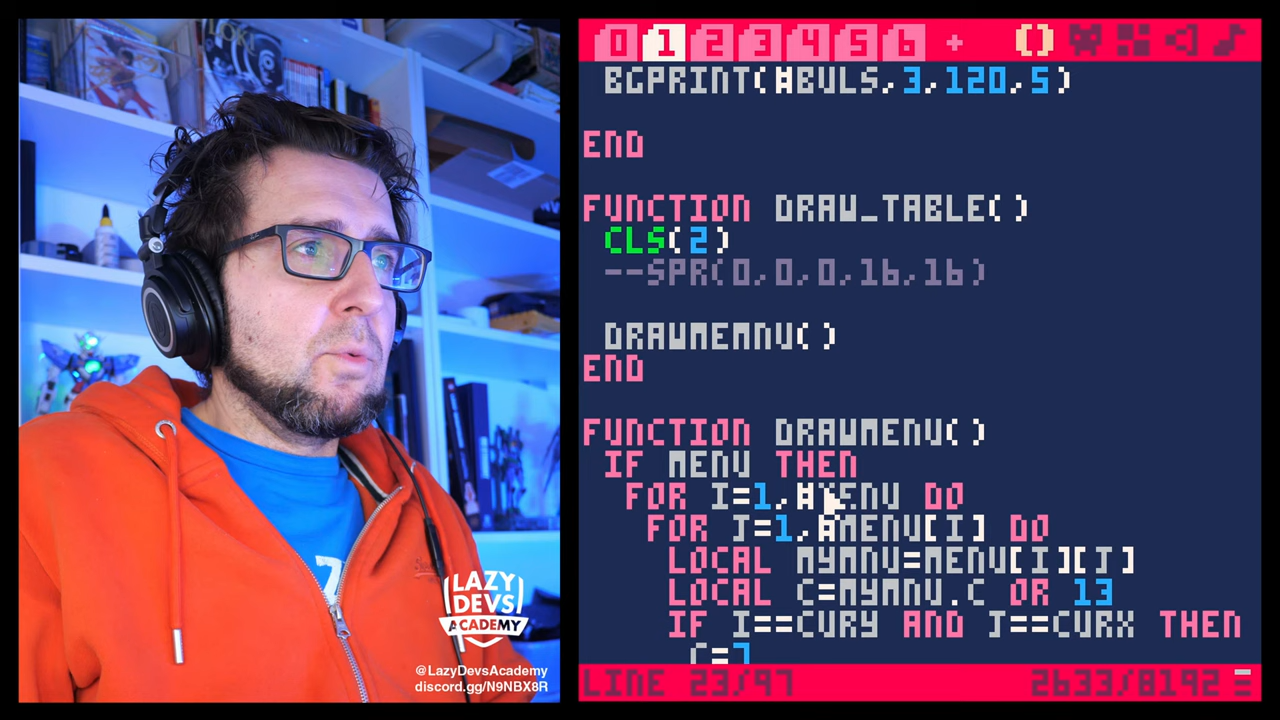 LOKI
LAZY
DEVS
ACADEMY
@LazyDevsAcademy
discord.gg/N9NBX8R
0 1 2 3 4 5 6 + ()
BGPRINT(#BULS,3,120,5)
END
FUNCTION DRAW_TABLE()
CLS(2)
--SPR(0,0,0,16,16)
DRAWMEMNU()
END
FUNCTION DRAWMENU()
IF MENU THEN
FOR I=1,#MENU DO
FOR J=1,#MENU[I] DO
LOCAL MYMNU=MENU[I][J]
LOCAL C=MYMNU.C OR 13
IF I==CURY AND J==CURX THEN
C=7
LINE 23/97
2633/8192